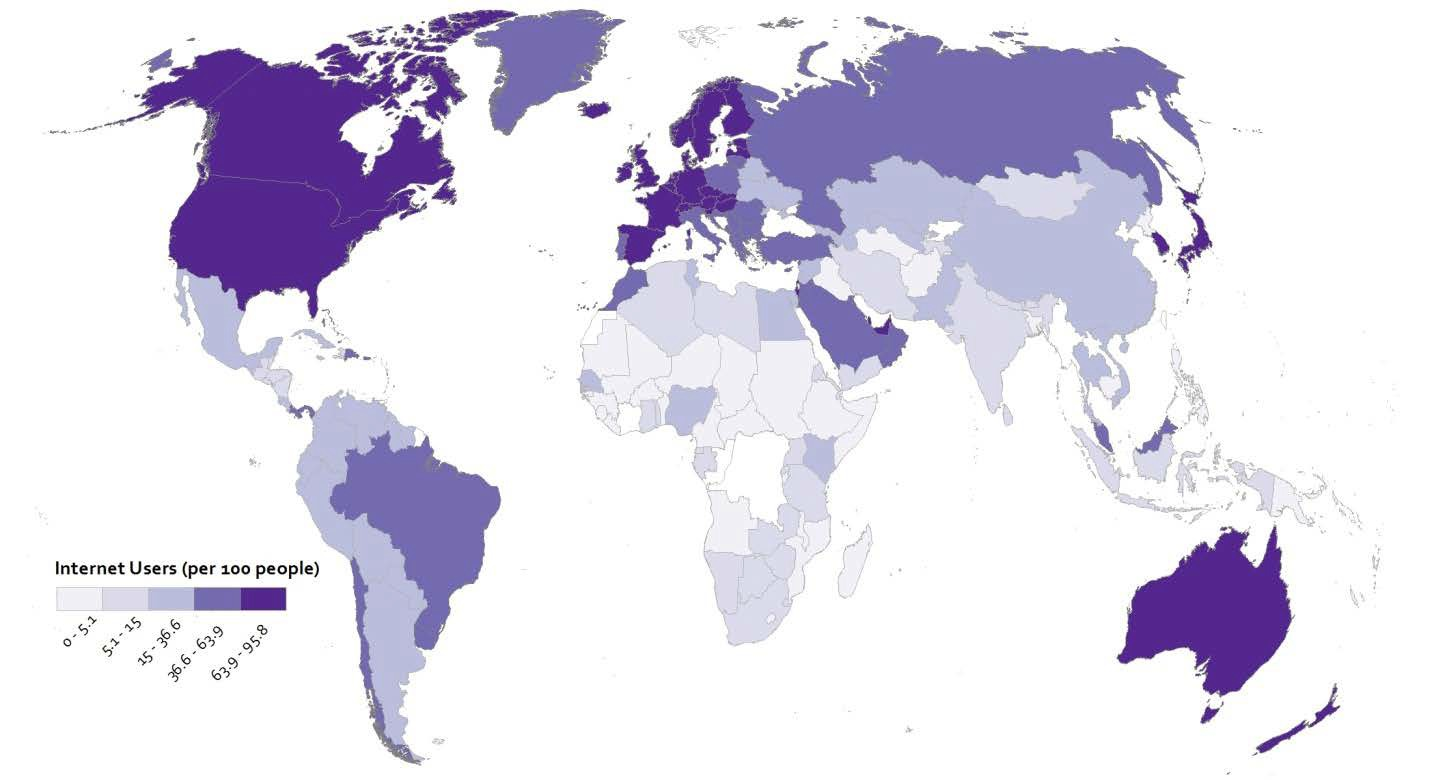 Internet Users (per 100 people)
0 - 5.1
5.1 - 15
15 - 36.6
36.6 - 63.9
63.9 - 95.8